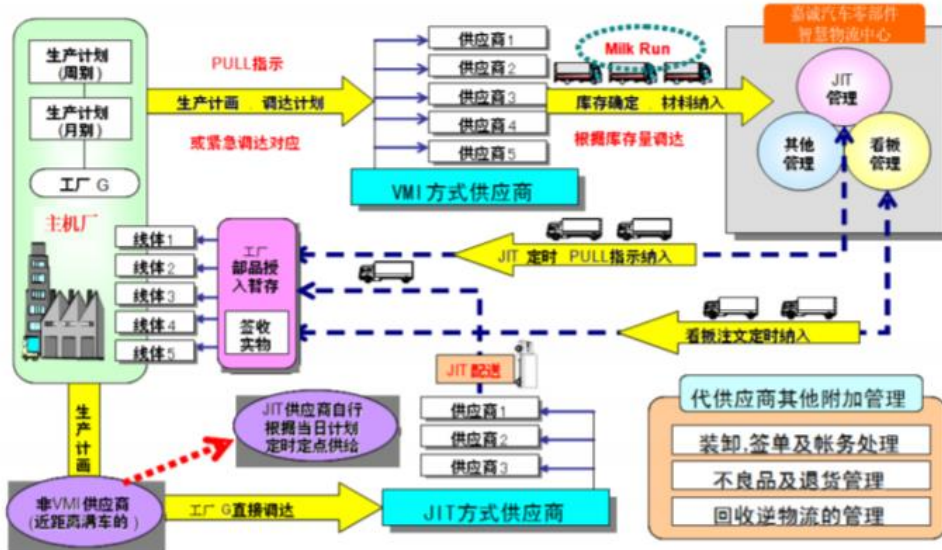 嘉诚汽车零部件
智慧物流中心
生产计划
(周别)
生产计划
(月别)
工厂 G
主机厂
PULL指示
生产计画﹒调达计划
或紧急调达对应
供应商1
供应商2
供应商3
供应商4
供应商5
VMI 方式供应商
Milk Run
库存确定﹒材料纳入
根据库存量调达
JIT
管理
其他
管理
看板
管理
线体1
线体2
线体3
线体4
线体5
工厂
部品授
入暂存
签收
实物
JIT 定时 PULL指示纳入
看板注文定时纳入
JIT 配送
生产计画
JIT供应商自行
根据当日计划
定时定点供给
供应商1
供应商2
供应商3
非VMI供应商
(近距离满车的)
工厂 G直接调达
JIT方式供应商
代供应商其他附加管理
装卸,签单及帐务处理
不良品及退货管理
回收逆物流的管理